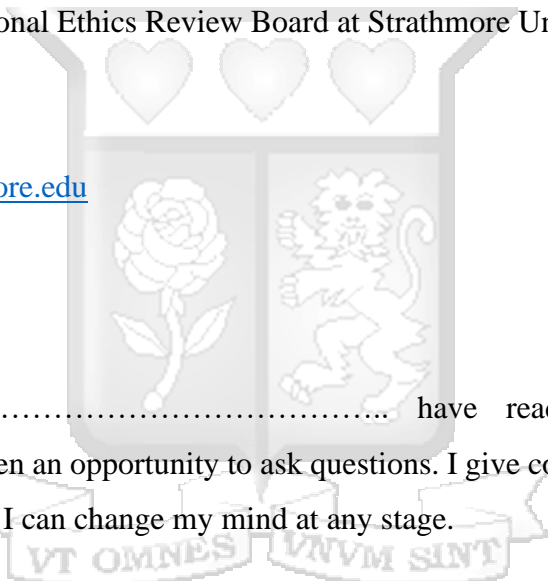 onal Ethics Review Board at Strathmore Un
ore.edu
…………………………….. have read
en an opportunity to ask questions. I give co
I can change my mind at any stage.
VT OMNES VNVM SINT